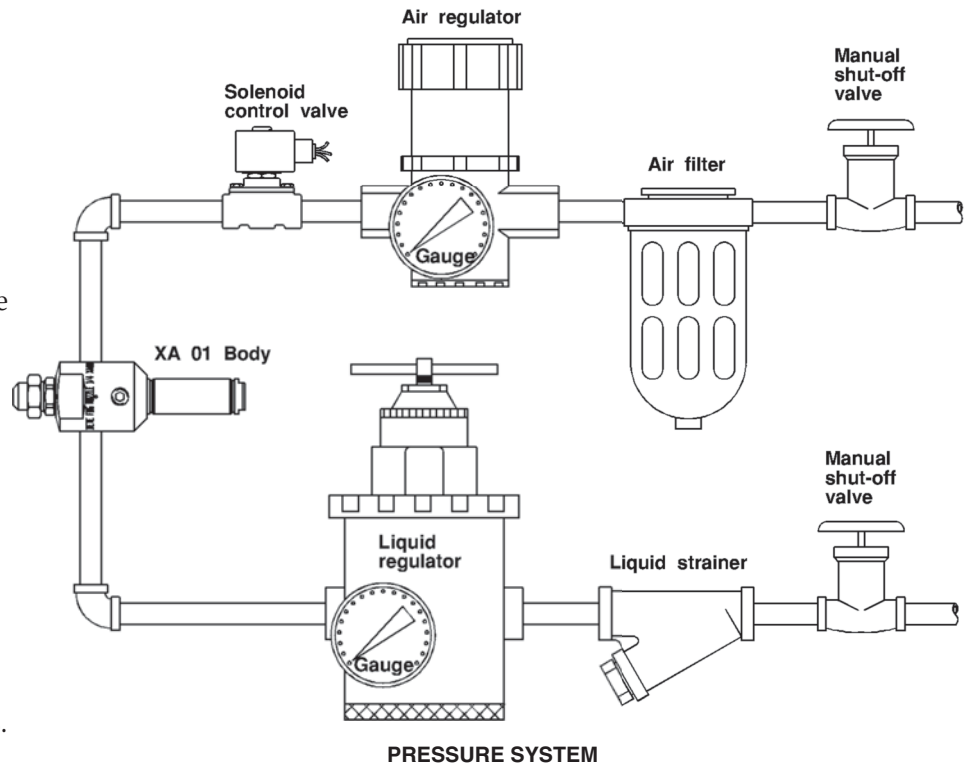 Air regulator
Manual
shut-off
valve
Solenoid
control valve
Air filter
Gauge
e
XA 01 Body
Manual
shut-off
valve
Liquid
regulator
Liquid strainer
Gauge
.
PRESSURE SYSTEM